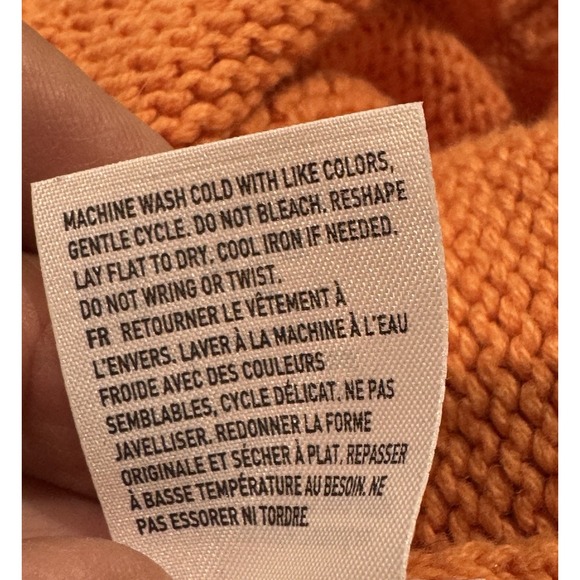 MACHINE WASH COLD WITH LIKE COLORS,
GENTLE CYCLE. DO NOT BLEACH. RESHAPE
LAY FLAT TO DRY. COOL IRON IF NEEDED.
DO NOT WRING OR TWIST.
FR RETOURNER LE VÊTEMENT À
L'ENVERS. LAVER À LA MACHINE À L'EAU
FROIDE AVEC DES COULEURS
SEMBLABLES, CYCLE DÉLICAT. NE PAS
JAVELLISER. REDONNER LA FORME
ORIGINALE ET SÉCHER À PLAT. REPASSER
À BASSE TEMPÉRATURE AU BESOIN. NE
PAS ESSORER NI TORDRE.